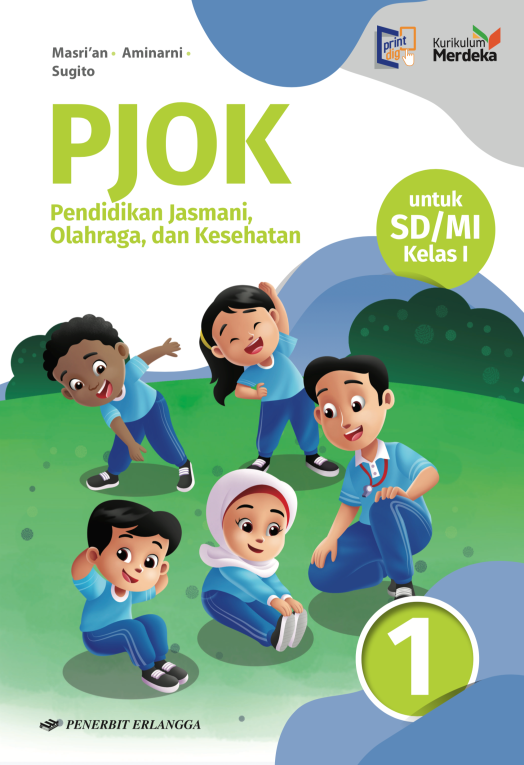 Masri'an • Aminarni •
Sugito
print
dig
Kurikulum
Merdeka
PJOK
Pendidikan Jasmani,
Olahraga, dan Kesehatan
untuk
SD/MI
Kelas I
1
PENERBIT ERLANGGA